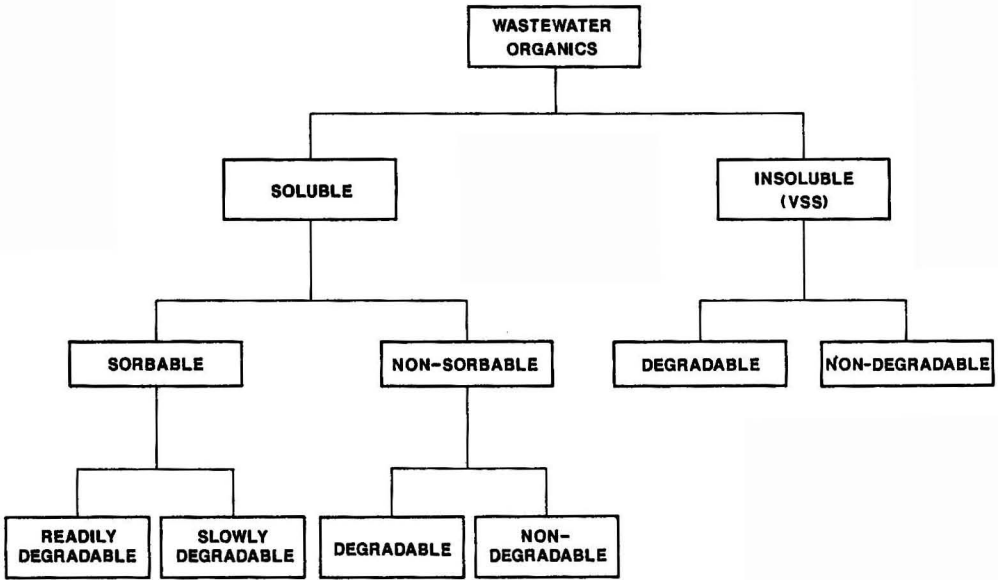 WASTEWATER
ORGANICS
SOLUBLE
INSOLUBLE
(VSS)
SORBABLE
NON-SORBABLE
DEGRADABLE
NON-DEGRADABLE
READILY
DEGRADABLE
SLOWLY
DEGRADABLE
DEGRADABLE
NON-
DEGRADABLE